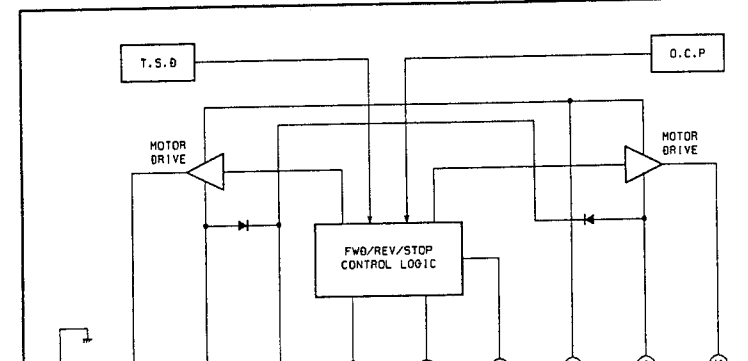 T.S.D
O.C.P
MOTOR
DRIVE
MOTOR
DRIVE
FWD/REV/STOP
CONTROL LOGIC